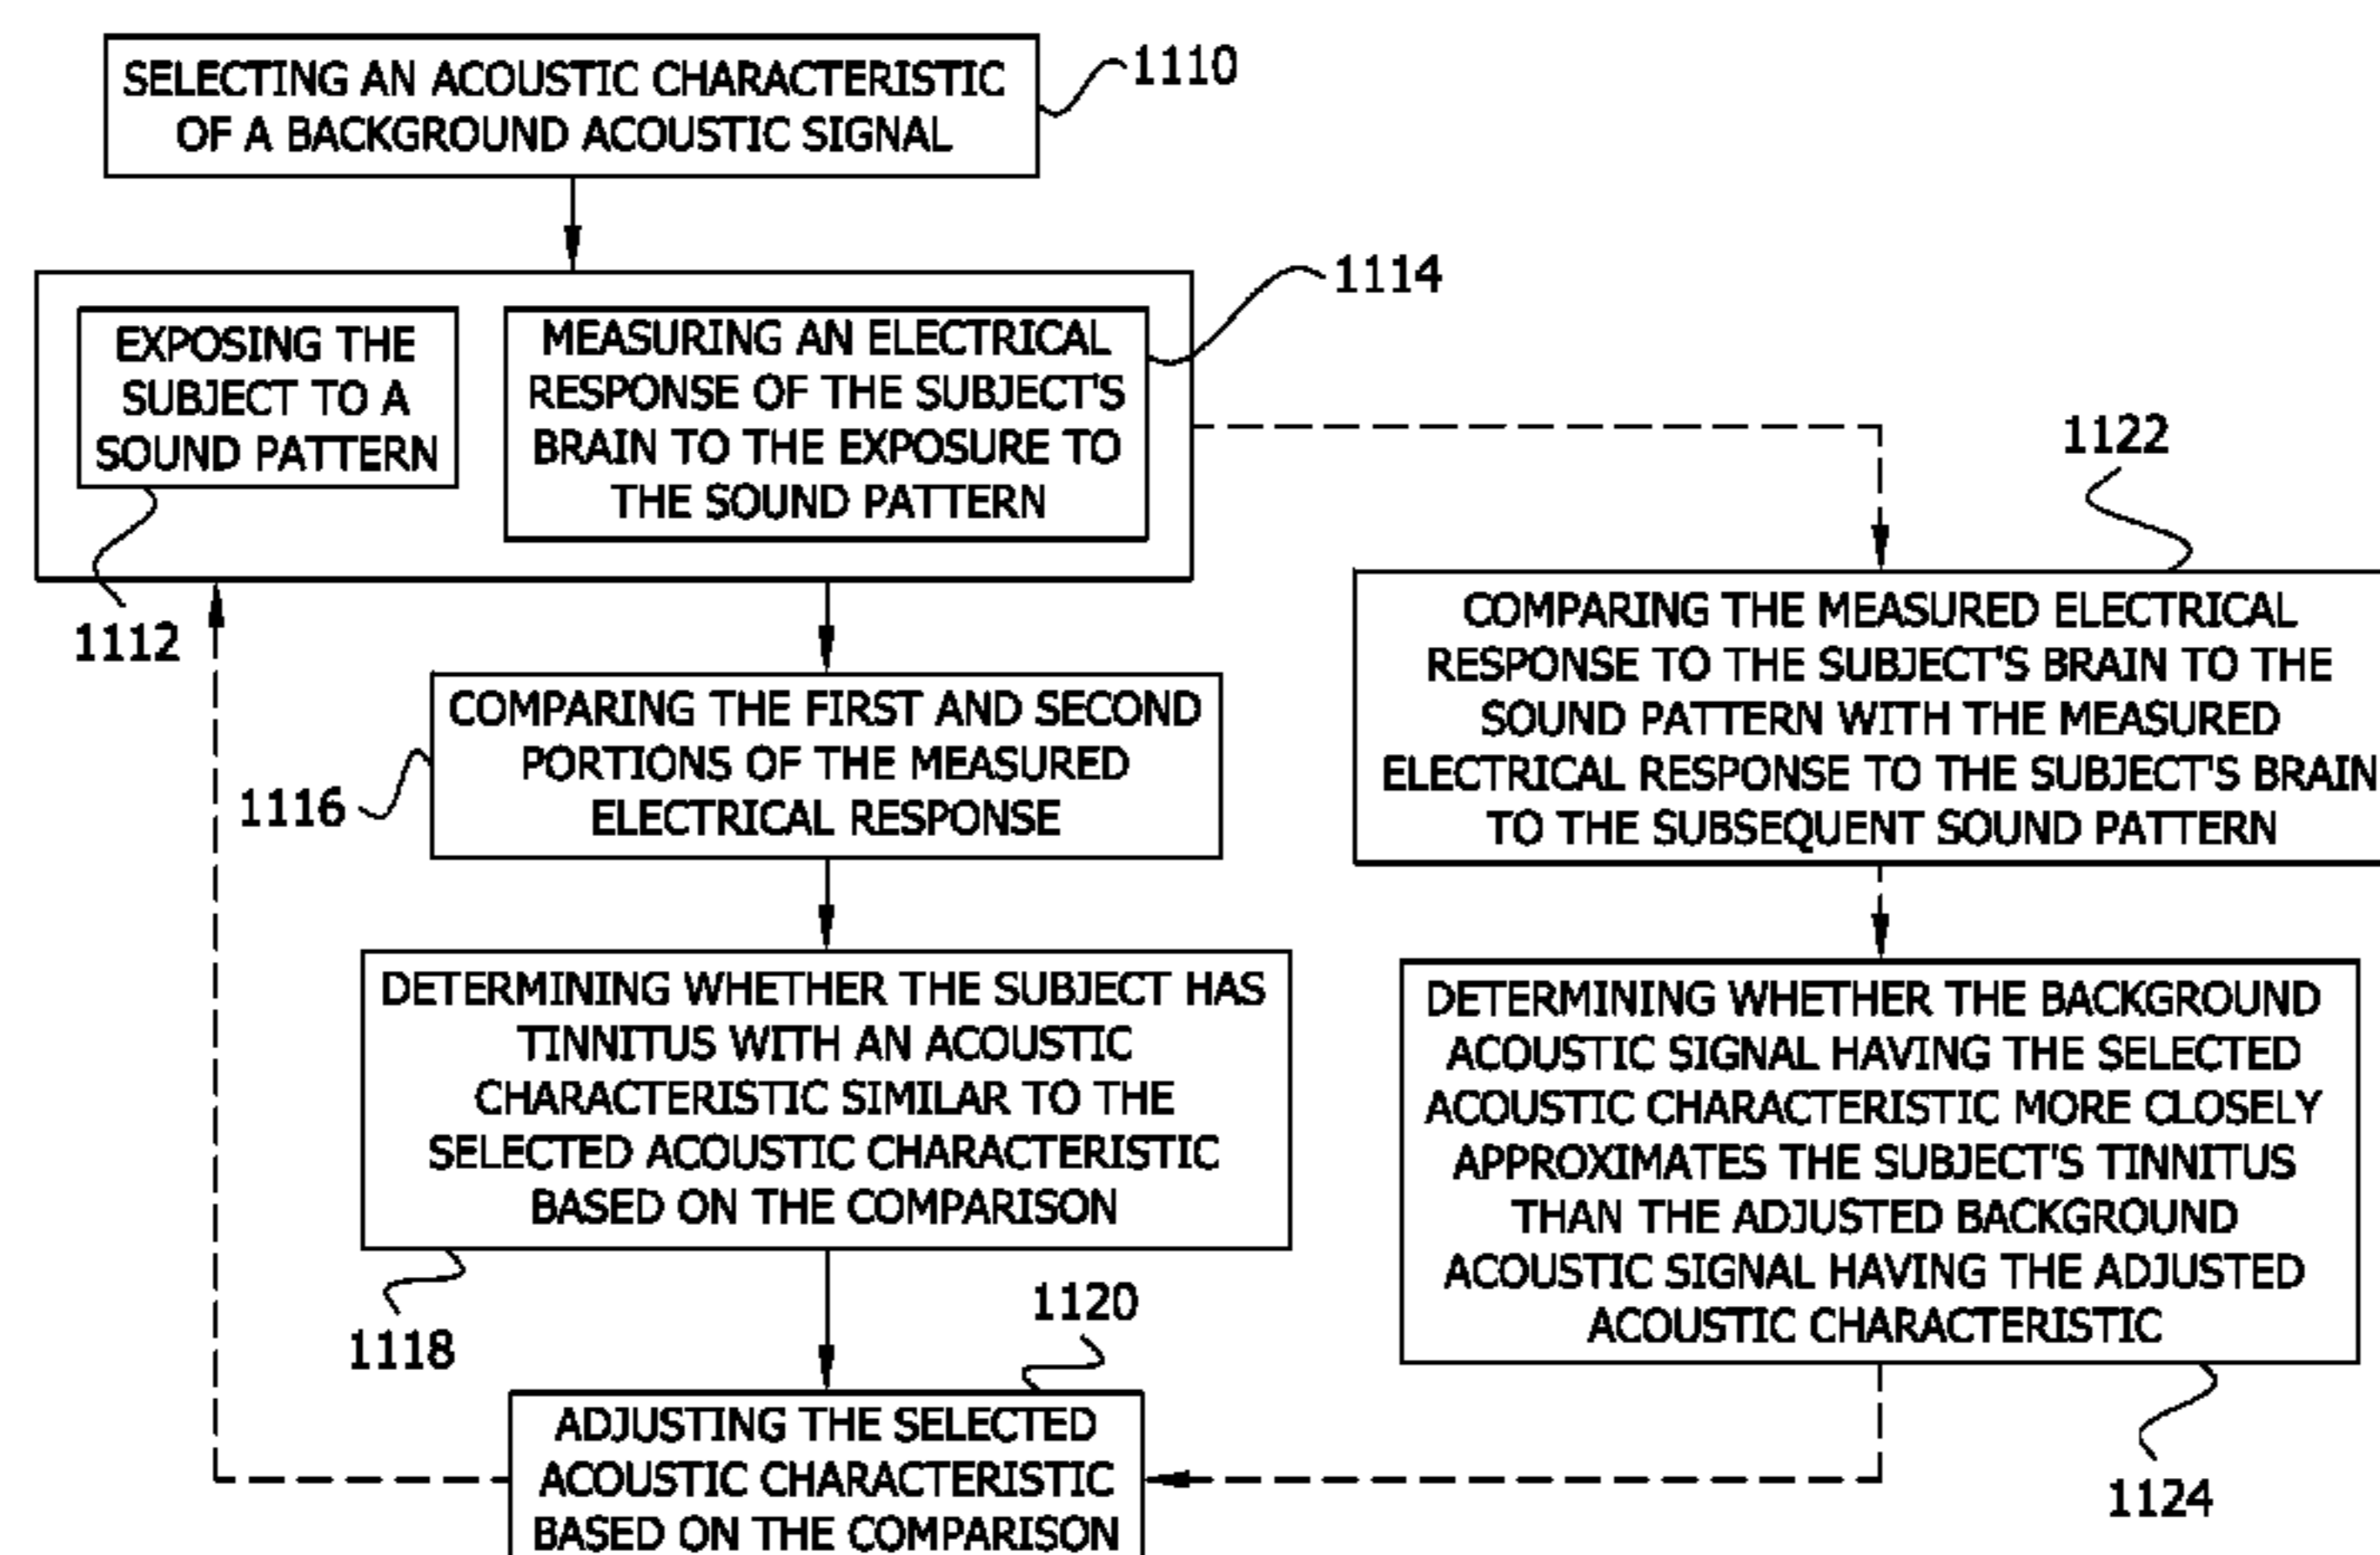 SELECTING AN ACOUSTIC CHARACTERISTIC
OF A BACKGROUND ACOUSTIC SIGNAL
1110
EXPOSING THE
SUBJECT TO A
SOUND PATTERN
1112
MEASURING AN ELECTRICAL
RESPONSE OF THE SUBJECT'S
BRAIN TO THE EXPOSURE TO
THE SOUND PATTERN
1114
COMPARING THE FIRST AND SECOND
PORTIONS OF THE MEASURED
ELECTRICAL RESPONSE
1116
DETERMINING WHETHER THE SUBJECT HAS
TINNITUS WITH AN ACOUSTIC
CHARACTERISTIC SIMILAR TO THE
SELECTED ACOUSTIC CHARACTERISTIC
BASED ON THE COMPARISON
1118
1120
ADJUSTING THE SELECTED
ACOUSTIC CHARACTERISTIC
BASED ON THE COMPARISON
1122
COMPARING THE MEASURED ELECTRICAL
RESPONSE TO THE SUBJECT'S BRAIN TO THE
SOUND PATTERN WITH THE MEASURED
ELECTRICAL RESPONSE TO THE SUBJECT'S BRAIN
TO THE SUBSEQUENT SOUND PATTERN
DETERMINING WHETHER THE BACKGROUND
ACOUSTIC SIGNAL HAVING THE SELECTED
ACOUSTIC CHARACTERISTIC MORE CLOSELY
APPROXIMATES THE SUBJECT'S TINNITUS
THAN THE ADJUSTED BACKGROUND
ACOUSTIC SIGNAL HAVING THE ADJUSTED
ACOUSTIC CHARACTERISTIC
1124